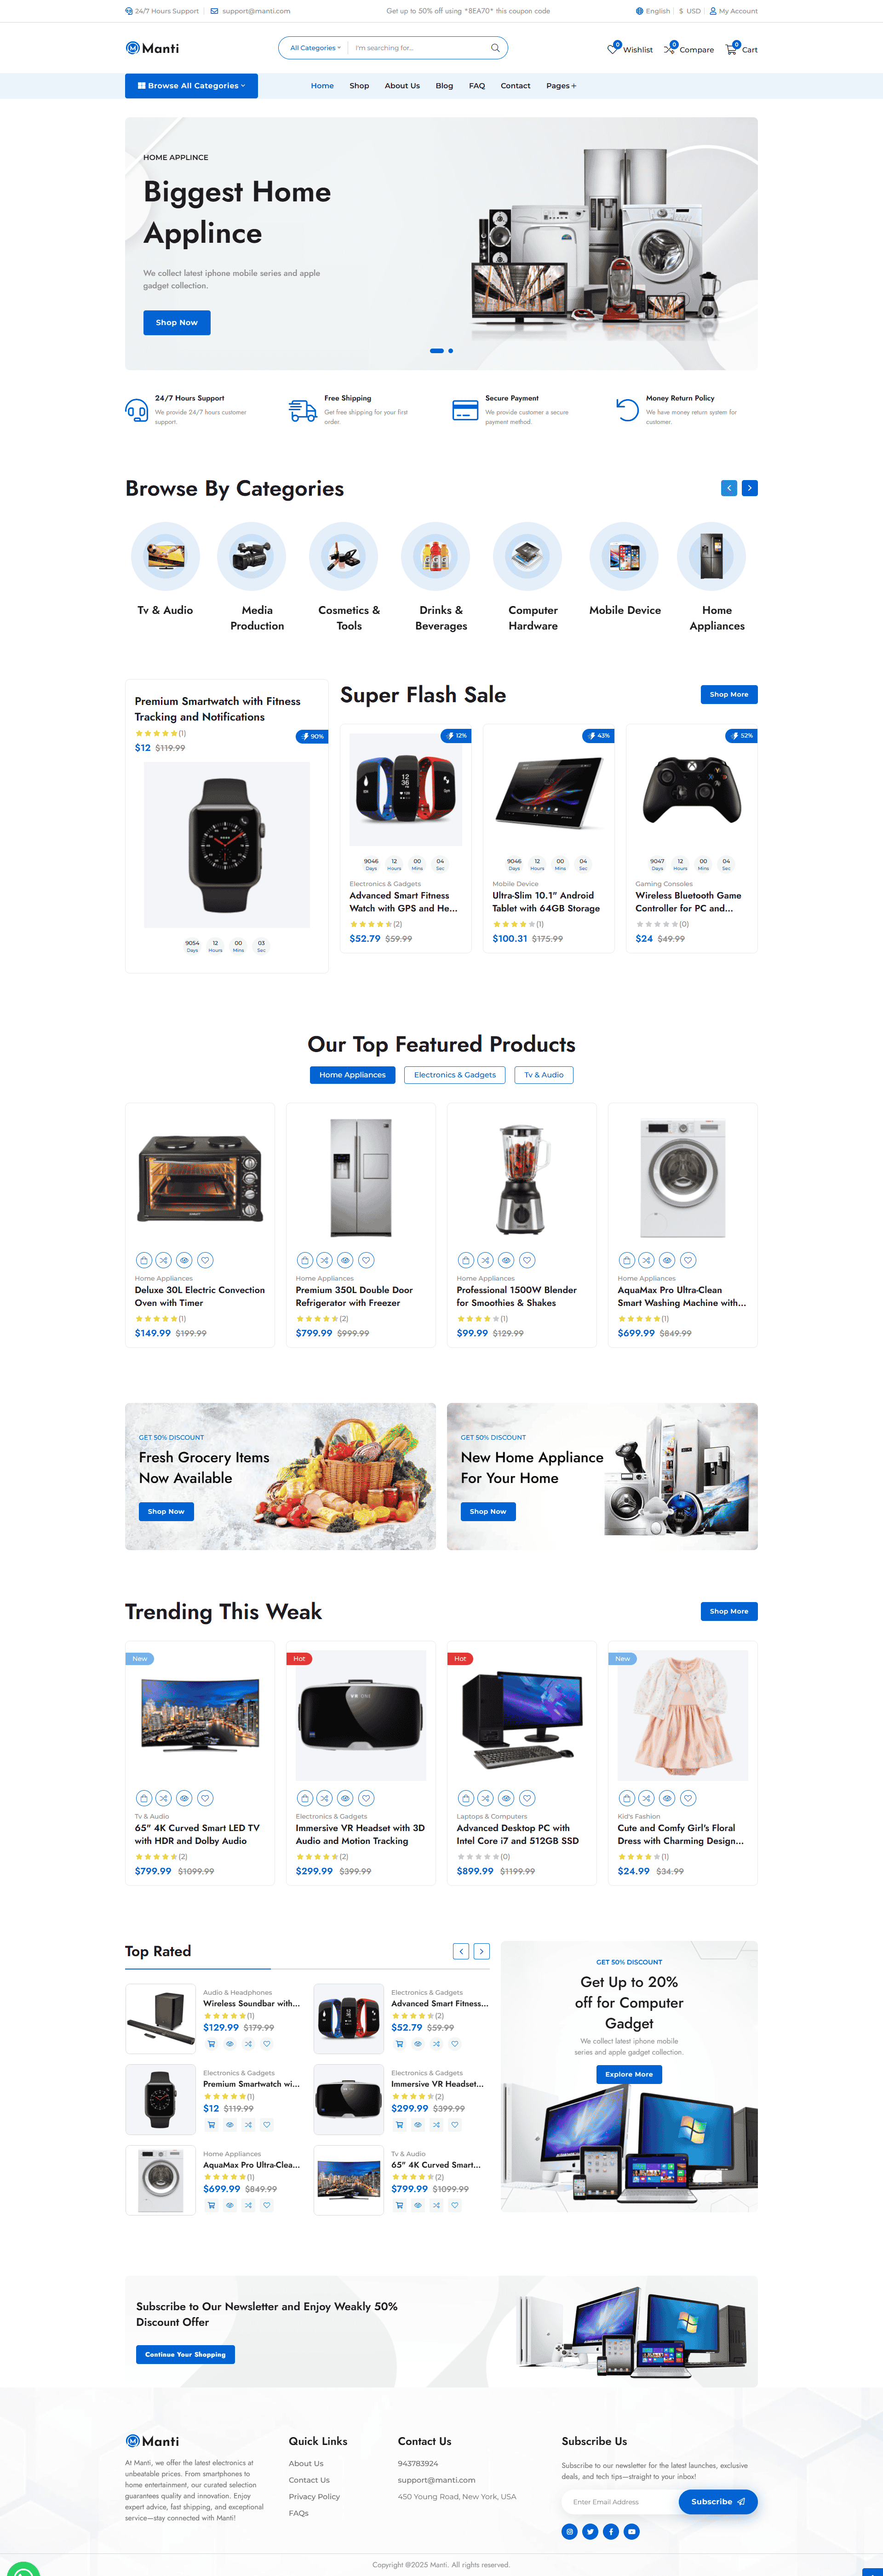 24/7 Hours Support
support@manti.com
Get up to 50% off using *8EA70* this coupon code
English
$ USD
My Account
Manti
All Categories
I'm searching for...
0
Wishlist
0
Compare
0
Cart
Browse All Categories
Home
Shop
About Us
Blog
FAQ
Contact
Pages +
HOME APPLINCE
Biggest Home
Applince
We collect latest iphone mobile series and apple
gadget collection.
Shop Now
24/7 Hours Support
We provide 24/7 hours customer
support.
Free Shipping
Get free shipping for your first
order.
Secure Payment
We provide customer a secure
payment method.
Money Return Policy
We have money return system for
customer.
Browse By Categories
Tv & Audio
Media
Production
Cosmetics &
Tools
Drinks &
Beverages
Computer
Hardware
Mobile Device
Home
Appliances
Premium Smartwatch with Fitness
Tracking and Notifications
(1)
90%
$12 $119.99
9054
Days
12
Hours
00
Mins
03
Sec
Super Flash Sale
Shop More
12%
9046
Days
12
Hours
00
Mins
04
Sec
Electronics & Gadgets
Advanced Smart Fitness
Watch with GPS and He...
(2)
$52.79 $59.99
43%
9046
Days
12
Hours
00
Mins
04
Sec
Mobile Device
Ultra-Slim 10.1" Android
Tablet with 64GB Storage
(1)
$100.31 $175.99
52%
9047
Days
12
Hours
00
Mins
04
Sec
Gaming Consoles
Wireless Bluetooth Game
Controller for PC and...
(0)
$24 $49.99
Our Top Featured Products
Home Appliances
Electronics & Gadgets
Tv & Audio
Home Appliances
Deluxe 30L Electric Convection
Oven with Timer
(1)
$149.99 $199.99
Home Appliances
Premium 350L Double Door
Refrigerator with Freezer
(2)
$799.99 $999.99
Home Appliances
Professional 1500W Blender
for Smoothies & Shakes
(1)
$99.99 $129.99
Home Appliances
AquaMax Pro Ultra-Clean
Smart Washing Machine with...
(1)
$699.99 $849.99
GET 50% DISCOUNT
Fresh Grocery Items
Now Available
Shop Now
GET 50% DISCOUNT
New Home Appliance
For Your Home
Shop Now
Trending This Weak
Shop More
New
Tv & Audio
65" 4K Curved Smart LED TV
with HDR and Dolby Audio
(2)
$799.99 $1099.99
Hot
VR ONE
Electronics & Gadgets
Immersive VR Headset with 3D
Audio and Motion Tracking
(2)
$299.99 $399.99
Hot
Laptops & Computers
Advanced Desktop PC with
Intel Core i7 and 512GB SSD
(0)
$899.99 $1199.99
New
Kid's Fashion
Cute and Comfy Girl's Floral
Dress with Charming Design...
(1)
$24.99 $34.99
Top Rated
Audio & Headphones
Wireless Soundbar with...
(1)
$129.99 $179.99
Electronics & Gadgets
Advanced Smart Fitness...
(2)
$52.79 $59.99
Electronics & Gadgets
Premium Smartwatch wi...
(1)
$12 $119.99
Electronics & Gadgets
Immersive VR Headset...
(2)
$299.99 $399.99
Home Appliances
AquaMax Pro Ultra-Clea...
(1)
$699.99 $849.99
Tv & Audio
65" 4K Curved Smart...
(2)
$799.99 $1099.99
GET 50% DISCOUNT
Get Up to 20%
off for Computer
Gadget
We collect latest iphone mobile
series and apple gadget collection.
Explore More
Subscribe to Our Newsletter and Enjoy Weakly 50%
Discount Offer
Continue Your Shopping
Manti
At Manti, we offer the latest electronics at
unbeatable prices. From smartphones to
home entertainment, our curated selection
guarantees quality and innovation. Enjoy
expert advice, fast shipping, and exceptional
service—stay connected with Manti!
Quick Links
About Us
Contact Us
Privacy Policy
FAQs
Contact Us
943783924
support@manti.com
450 Young Road, New York, USA
Subscribe Us
Subscribe to our newsletter for the latest launches, exclusive
deals, and tech tips—straight to your inbox!
Enter Email Address
Subscribe
Copyright @2025 Manti. All rights reserved.